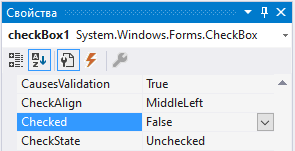 Свойства
checkBox1 System.Windows.Forms.CheckBox
CausesValidation True
CheckAlign MiddleLeft
Checked False
CheckState Unchecked